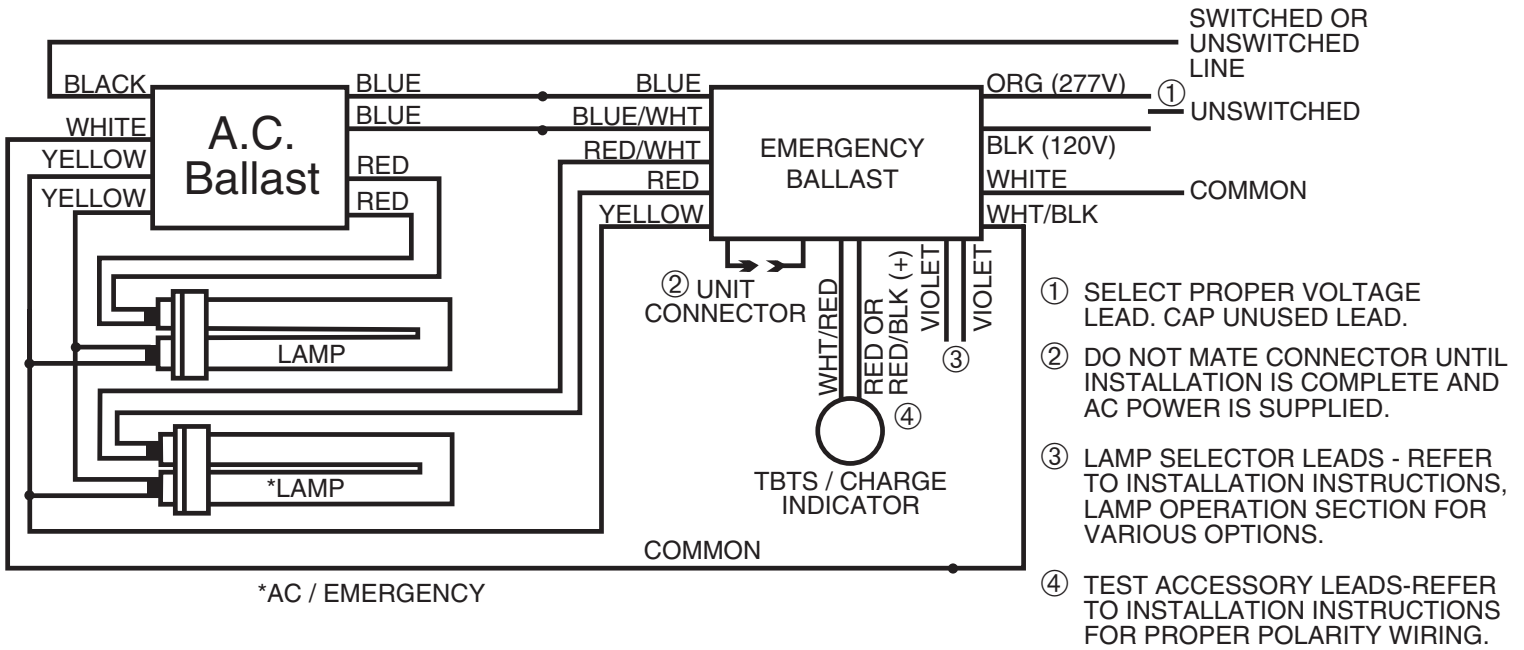 SWITCHED OR
UNSWITCHED
LINE
BLACK
BLUE
BLUE
ORG (277V)
①
UNSWITCHED
WHITE
A.C.
Ballast
BLUE
BLUE/WHT
EMERGENCY
BALLAST
BLK (120V)
YELLOW
RED
RED/WHT
YELLOW
RED
RED
WHITE
COMMON
YELLOW
WHT/BLK
② UNIT
CONNECTOR
WHT/RED
RED OR
RED/BLK (+)
VIOLET
VIOLET
③
④
TBTS / CHARGE
INDICATOR
LAMP
*LAMP
COMMON
*AC / EMERGENCY
① SELECT PROPER VOLTAGE
LEAD. CAP UNUSED LEAD.
② DO NOT MATE CONNECTOR UNTIL
INSTALLATION IS COMPLETE AND
AC POWER IS SUPPLIED.
③ LAMP SELECTOR LEADS - REFER
TO INSTALLATION INSTRUCTIONS,
LAMP OPERATION SECTION FOR
VARIOUS OPTIONS.
④ TEST ACCESSORY LEADS-REFER
TO INSTALLATION INSTRUCTIONS
FOR PROPER POLARITY WIRING.